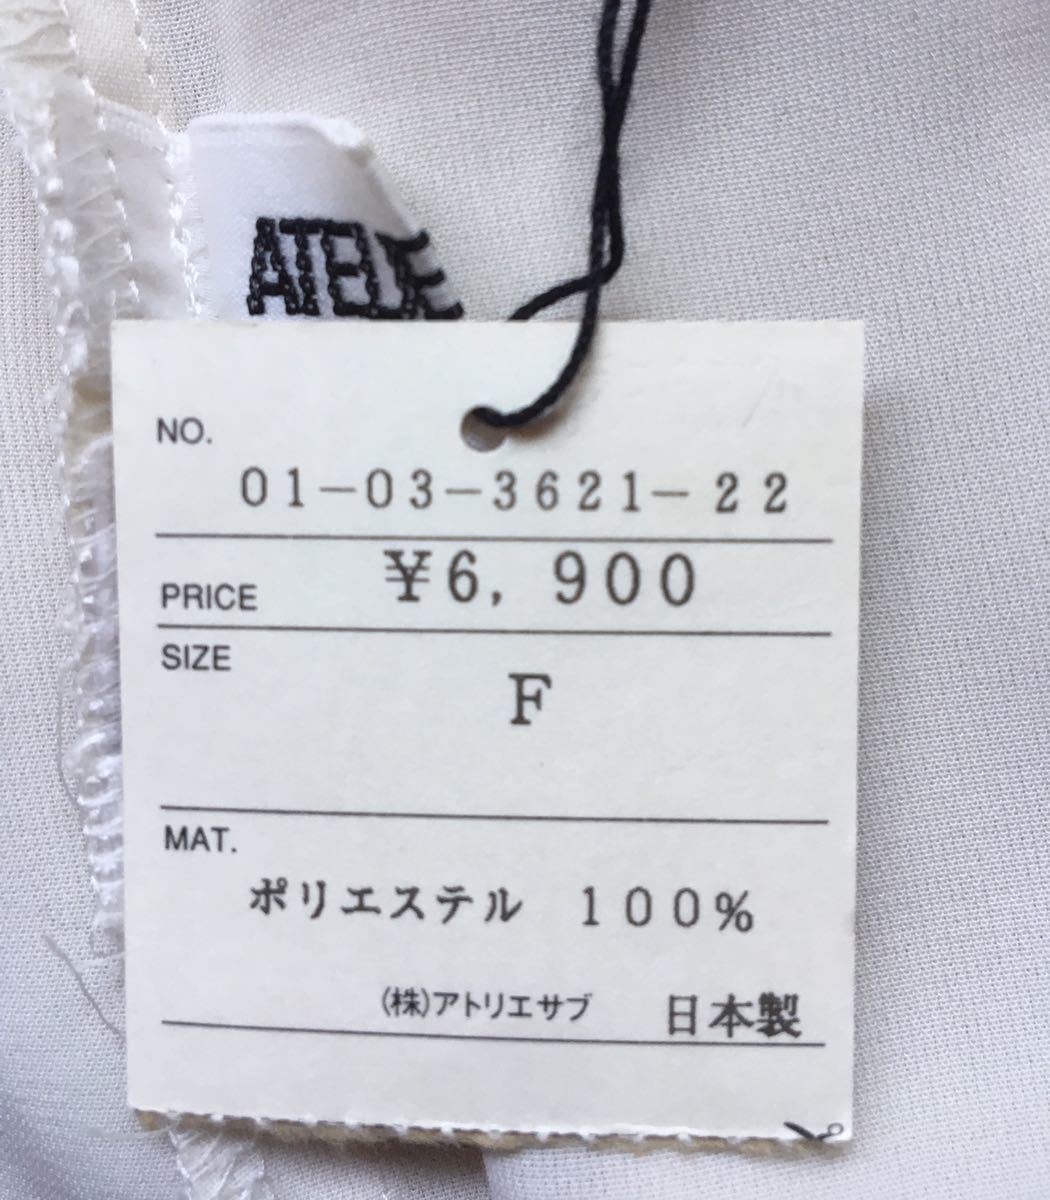 ATELIE
NO.
01-03-3621-22
PRICE ¥6,900
SIZE
F
MAT.
ポリエステル 100%
(株)アトリエサブ 日本製